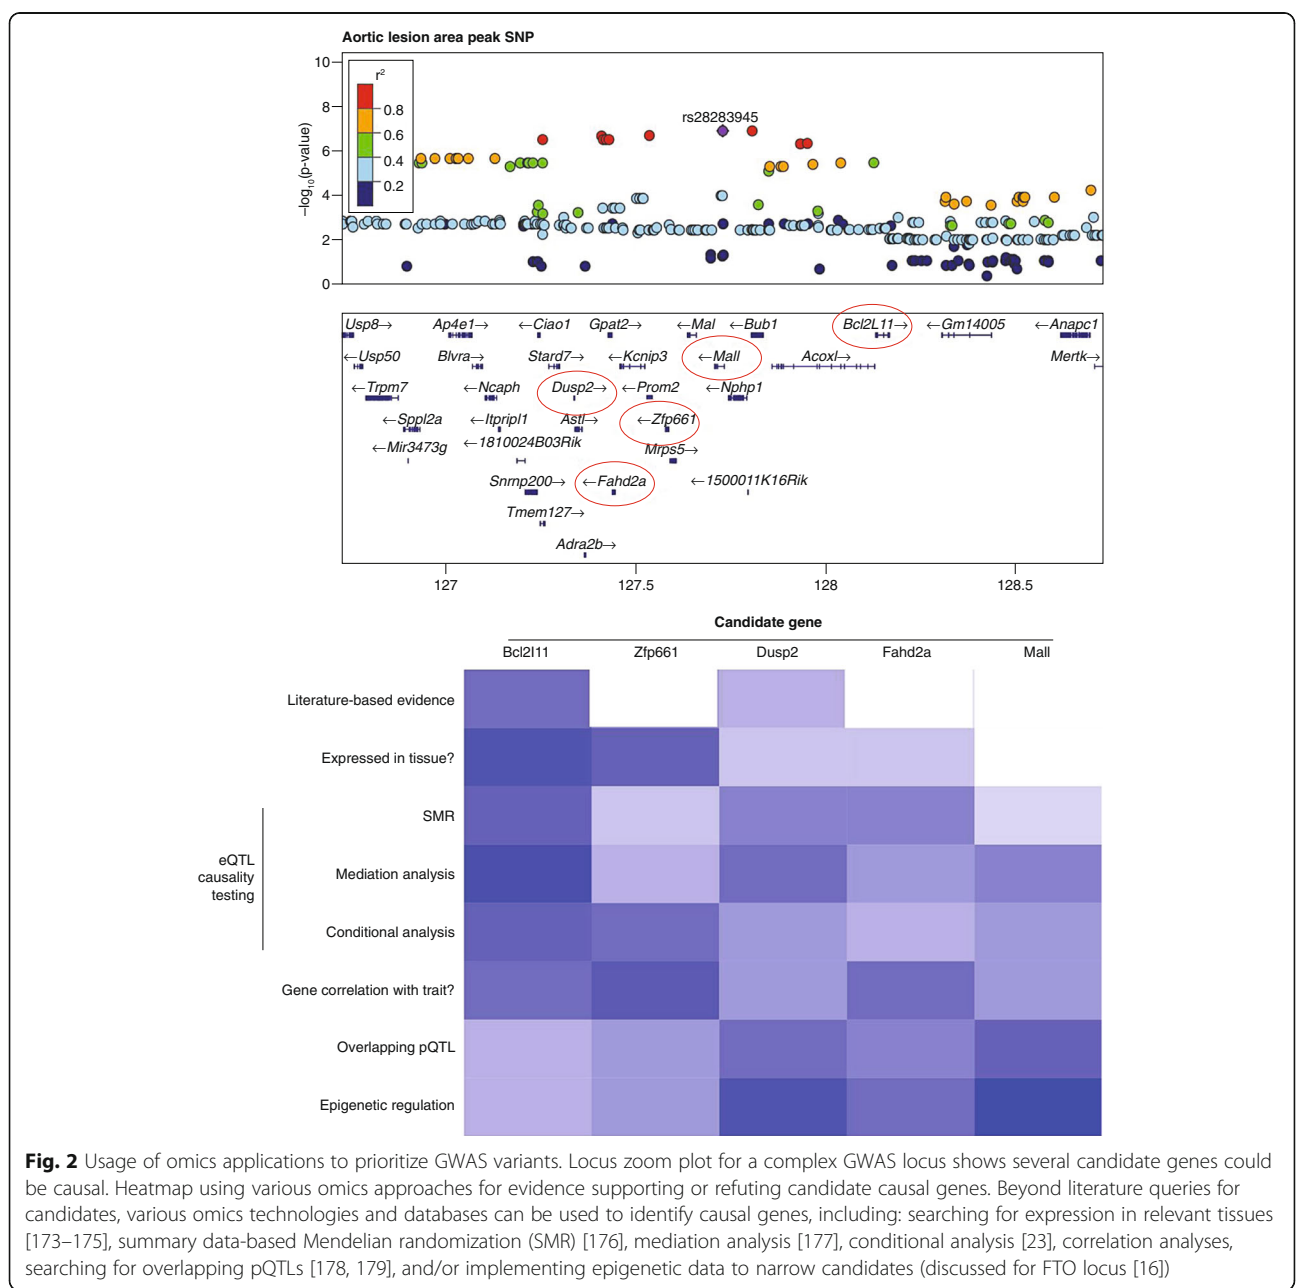 Aortic lesion area peak SNP
10
8
6
4
2
0
–log10(p-value)
r2
0.8
0.6
0.4
0.2
rs28283945
Usp8→ Ap4e1→ ←Ciao1 Gpat2→ ←Mal ←Bub1 Bcl2L11→ ←Gm14005 ←Anapc1
←Usp50 Blvra→ Stard7→ ←Kcnip3 ←Mall Acoxl→ Mertk→
←Trpm7 ←Ncaph Dusp2→ ←Prom2 ←Nphp1
←Sppl2a ←Itpripl1 Astl→ ←Zfp661
←Mir3473g ←1810024B03Rik Mrps5→
Snrnp200→ ←Fahd2a ←1500011K16Rik
Tmem127→
Adra2b→
127 127.5 128 128.5
Candidate gene
Bcl2l11 Zfp661 Dusp2 Fahd2a Mall
Literature-based evidence
Expressed in tissue?
SMR
eQTL
causality
testing
Mediation analysis
Conditional analysis
Gene correlation with trait?
Overlapping pQTL
Epigenetic regulation
Fig. 2 Usage of omics applications to prioritize GWAS variants. Locus zoom plot for a complex GWAS locus shows several candidate genes could
be causal. Heatmap using various omics approaches for evidence supporting or refuting candidate causal genes. Beyond literature queries for
candidates, various omics technologies and databases can be used to identify causal genes, including: searching for expression in relevant tissues
[173–175], summary data-based Mendelian randomization (SMR) [176], mediation analysis [177], conditional analysis [23], correlation analyses,
searching for overlapping pQTLs [178, 179], and/or implementing epigenetic data to narrow candidates (discussed for FTO locus [16])